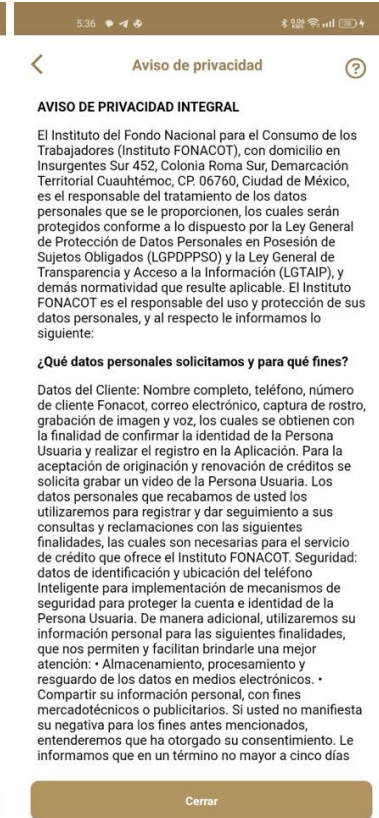 5:36
Aviso de privacidad
AVISO DE PRIVACIDAD INTEGRAL
El Instituto del Fondo Nacional para el Consumo de los
Trabajadores (Instituto FONACOT), con domicilio en
Insurgentes Sur 452, Colonia Roma Sur, Demarcación
Territorial Cuauhtémoc, CP. 06760, Ciudad de México,
es el responsable del tratamiento de los datos
personales que se le proporcionen, los cuales serán
protegidos conforme a lo dispuesto por la Ley General
de Protección de Datos Personales en Posesión de
Sujetos Obligados (LGPDPPSO) y la Ley General de
Transparencia y Acceso a la Información (LGTAIP), y
demás normatividad que resulte aplicable. El Instituto
FONACOT es el responsable del uso y protección de sus
datos personales, y al respecto le informamos lo
siguiente:
¿Qué datos personales solicitamos y para qué fines?
Datos del Cliente: Nombre completo, teléfono, número
de cliente Fonacot, correo electrónico, captura de rostro,
grabación de imagen y voz, los cuales se obtienen con
la finalidad de confirmar la identidad de la Persona
Usuaria y realizar el registro en la Aplicación. Para la
aceptación de originación y renovación de créditos se
solicita grabar un video de la Persona Usuaria. Los
datos personales que recabamos de usted los
utilizaremos para registrar y dar seguimiento a sus
consultas y reclamaciones con las siguientes
finalidades, las cuales son necesarias para el servicio
de crédito que ofrece el Instituto FONACOT. Seguridad:
datos de identificación y ubicación del teléfono
Inteligente para implementación de mecanismos de
seguridad para proteger la cuenta e identidad de la
Persona Usuaria. De manera adicional, utilizaremos su
información personal para las siguientes finalidades,
que nos permiten y facilitan brindarle una mejor
atención: • Almacenamiento, procesamiento y
resguardo de los datos en medios electrónicos. •
Compartir su información personal, con fines
mercadotécnicos o publicitarios. Si usted no manifiesta
su negativa para los fines antes mencionados,
entenderemos que ha otorgado su consentimiento. Le
informamos que en un término no mayor a cinco días
Cerrar